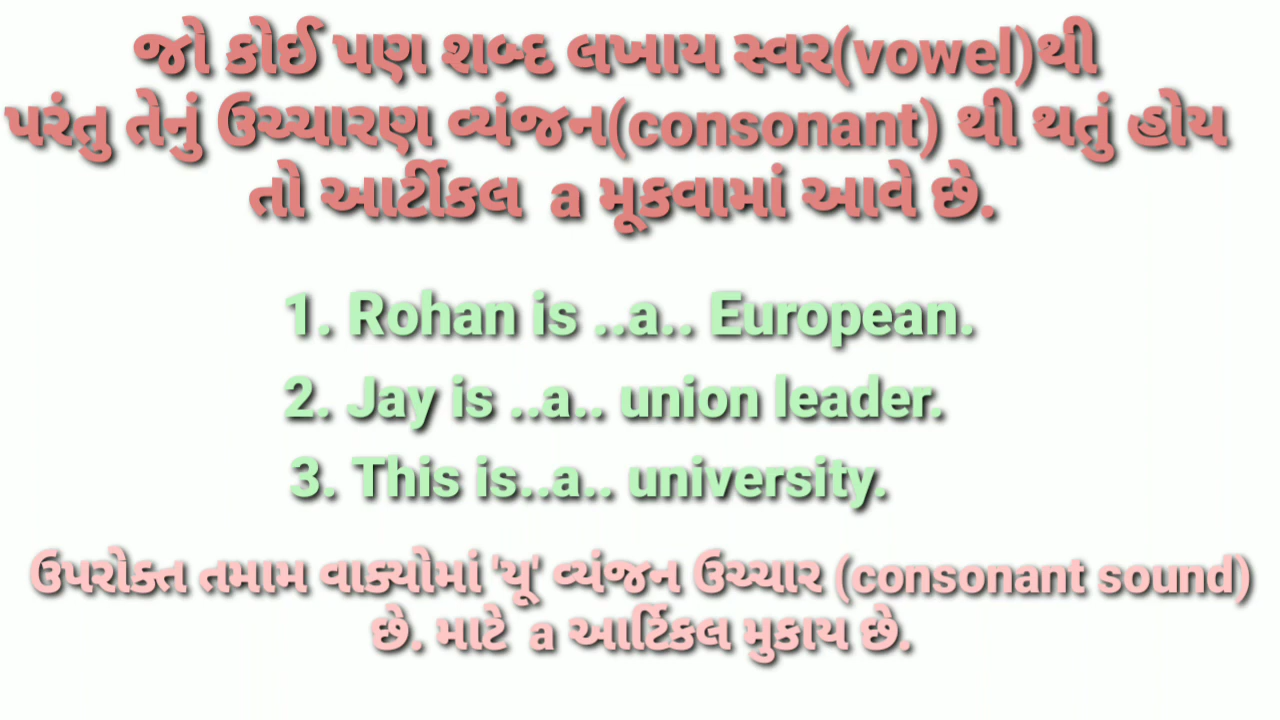 જો કોઈ પણ શબ્દ લખાય સ્વર(vowel)થી
પરંતુ તેનું ઉચ્ચારણ વ્યંજન(consonant) થી થતું હોય
તો આર્ટીકલ a મૂકવામાં આવે છે.
1. Rohan is ..a.. European.
2. Jay is ..a.. union leader.
3. This is..a.. university.
ઉપરોક્ત તમામ વાક્યોમાં 'યૂ' વ્યંજન ઉચ્ચાર (consonant sound)
છે. માટે a આર્ટિકલ મુકાય છે.